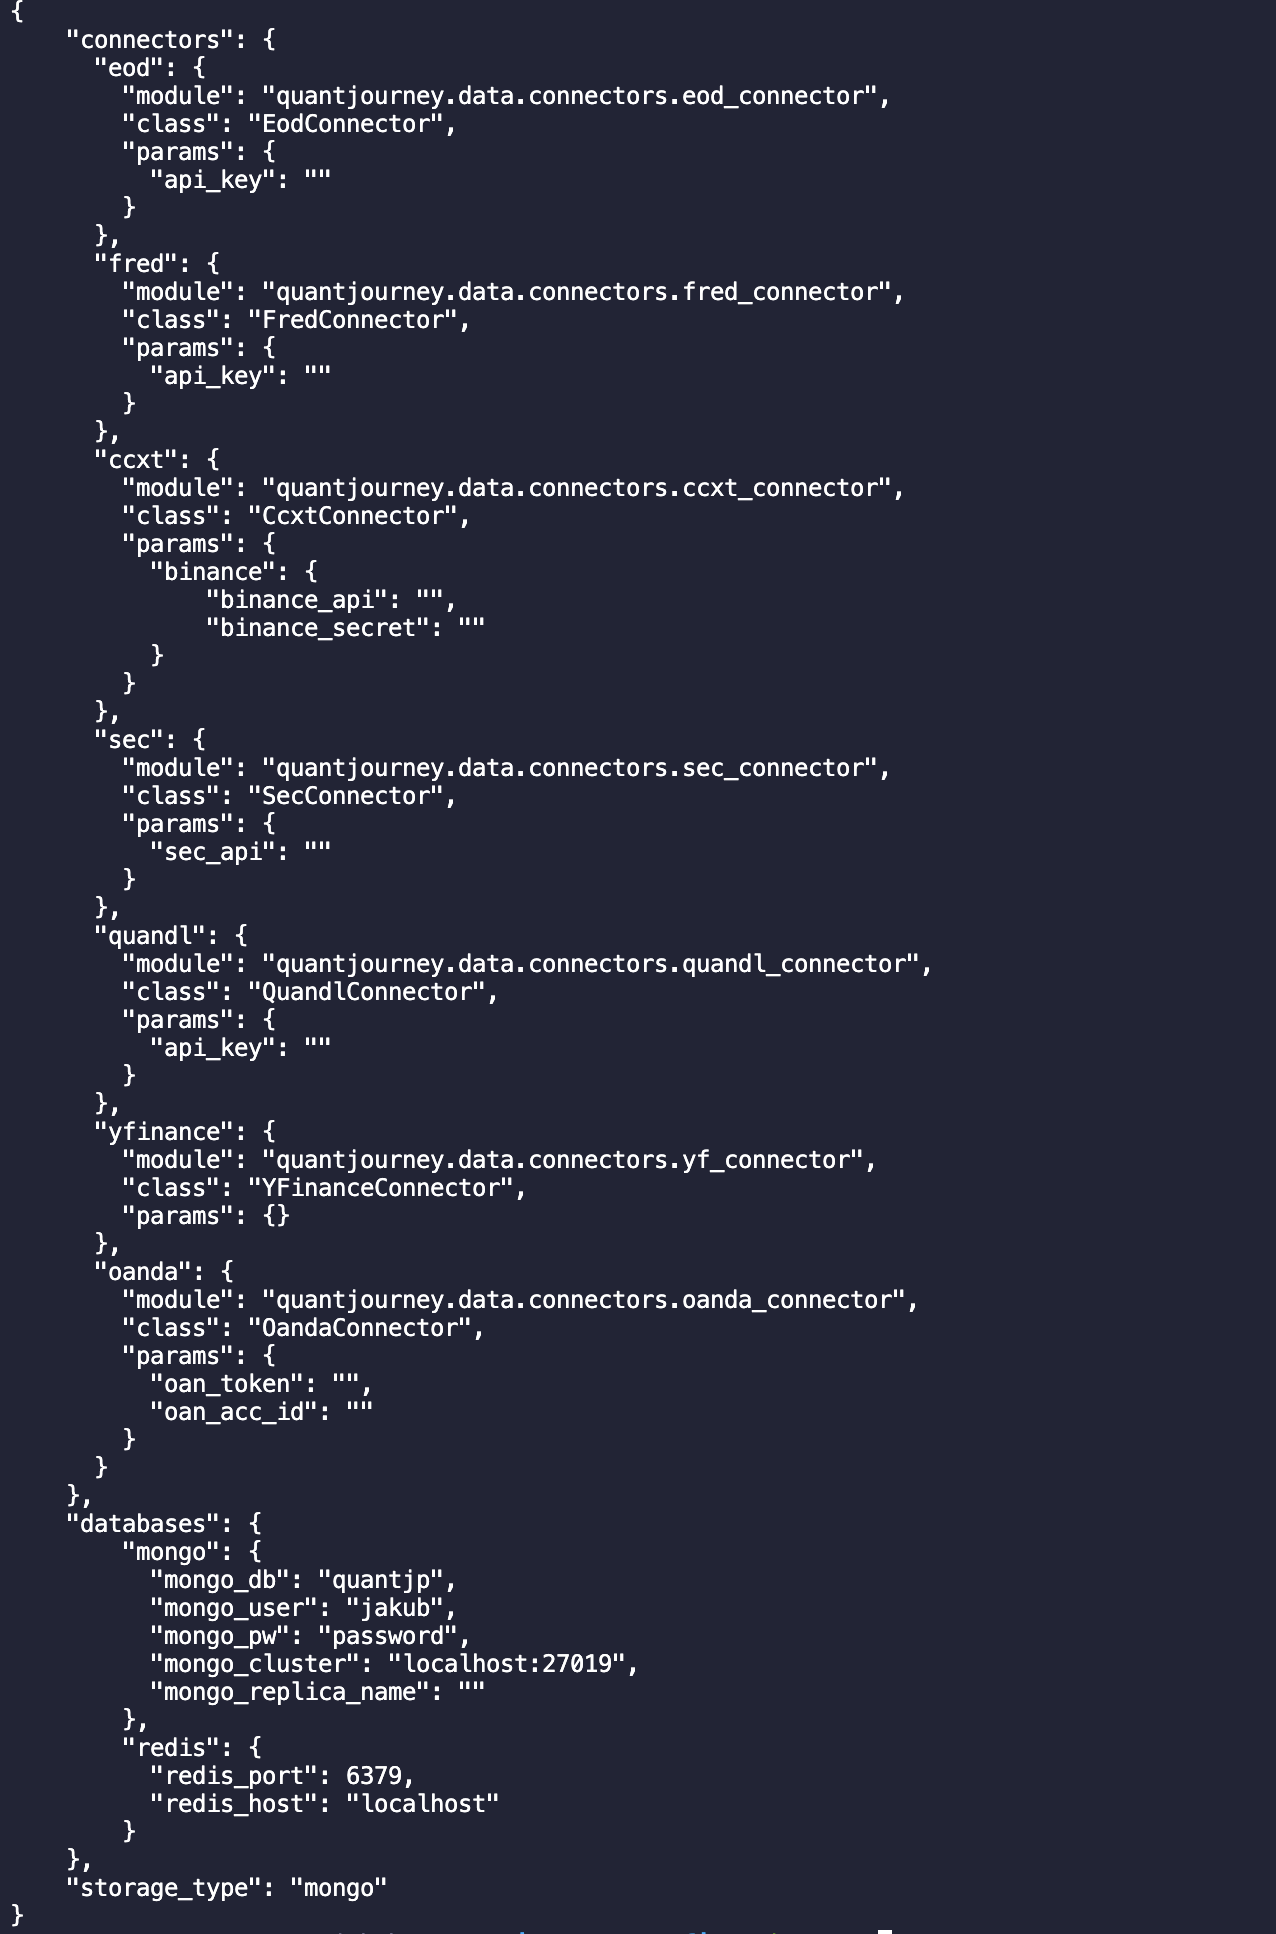 {
    "connectors": {
      "eod": {
        "module": "quantjourney.data.connectors.eod_connector",
        "class": "EodConnector",
        "params": {
          "api_key": ""
        }
      },
      "fred": {
        "module": "quantjourney.data.connectors.fred_connector",
        "class": "FredConnector",
        "params": {
          "api_key": ""
        }
      },
      "ccxt": {
        "module": "quantjourney.data.connectors.ccxt_connector",
        "class": "CcxtConnector",
        "params": {
          "binance": {
              "binance_api": "",
              "binance_secret": ""
          }
        }
      },
      "sec": {
        "module": "quantjourney.data.connectors.sec_connector",
        "class": "SecConnector",
        "params": {
          "sec_api": ""
        }
      },
      "quandl": {
        "module": "quantjourney.data.connectors.quandl_connector",
        "class": "QuandlConnector",
        "params": {
          "api_key": ""
        }
      },
      "yfinance": {
        "module": "quantjourney.data.connectors.yf_connector",
        "class": "YFinanceConnector",
        "params": {}
      },
      "oanda": {
        "module": "quantjourney.data.connectors.oanda_connector",
        "class": "OandaConnector",
        "params": {
          "oan_token": "",
          "oan_acc_id": ""
        }
      }
    },
    "databases": {
        "mongo": {
          "mongo_db": "quantjp",
          "mongo_user": "jakub",
          "mongo_pw": "password",
          "mongo_cluster": "localhost:27019",
          "mongo_replica_name": ""
        },
        "redis": {
          "redis_port": 6379,
          "redis_host": "localhost"
        }
    },
    "storage_type": "mongo"
}